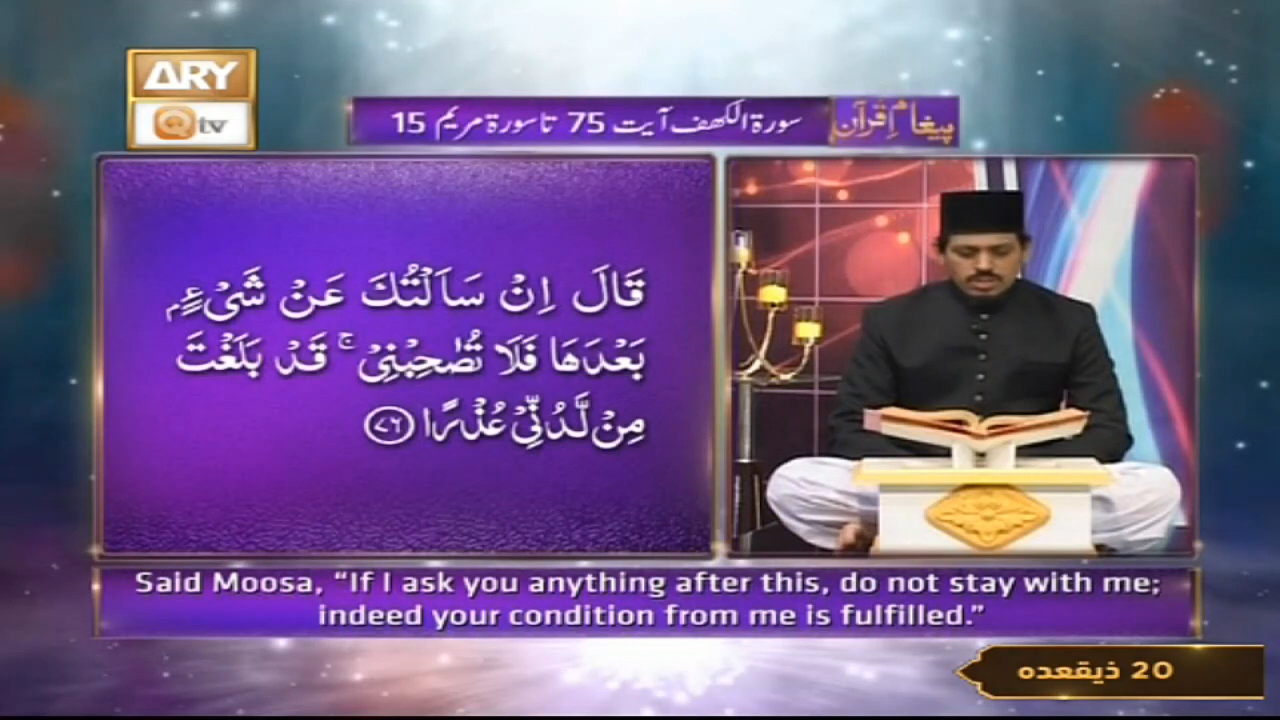 ARY
Qtv
پیغام قرآن
سورۃ الکھف آیت 75 تا سورۃ مریم 15
قَالَ اِنْ سَاَلْتُكَ عَنْ شَیْءٍۭ
بَعْدَهَا فَلَا تُصٰحِبْنِیْ ۚ قَدْ بَلَغْتَ
مِنْ لَّدُنِّیْ عُذْرًا ﴿۷۶﴾
Said Moosa, “If I ask you anything after this, do not stay with me;
indeed your condition from me is fulfilled.”
20 ذیقعدہ